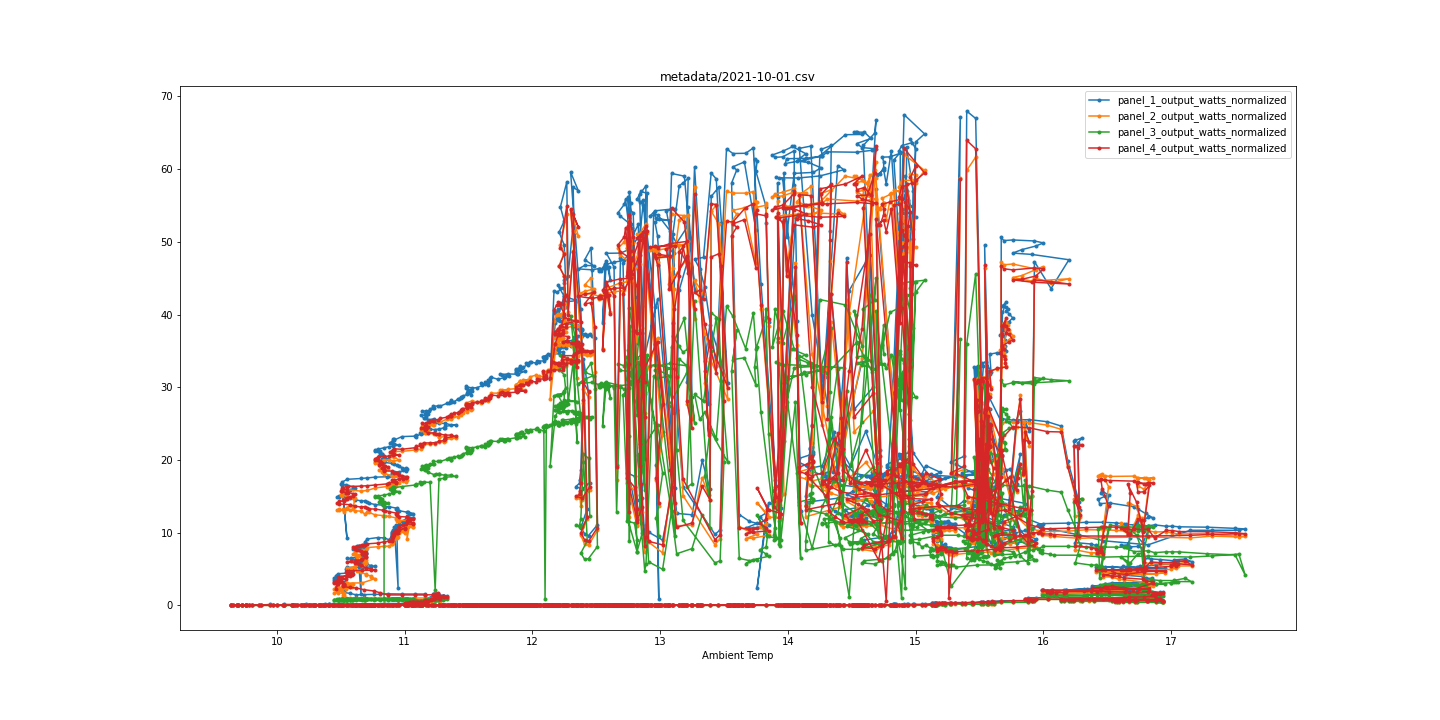 metadata/2021-10-01.csv
panel_1_output_watts_normalized
panel_2_output_watts_normalized
panel_3_output_watts_normalized
panel_4_output_watts_normalized
70
60
50
40
30
20
10
0
10 11 12 13 14 15 16 17
Ambient Temp